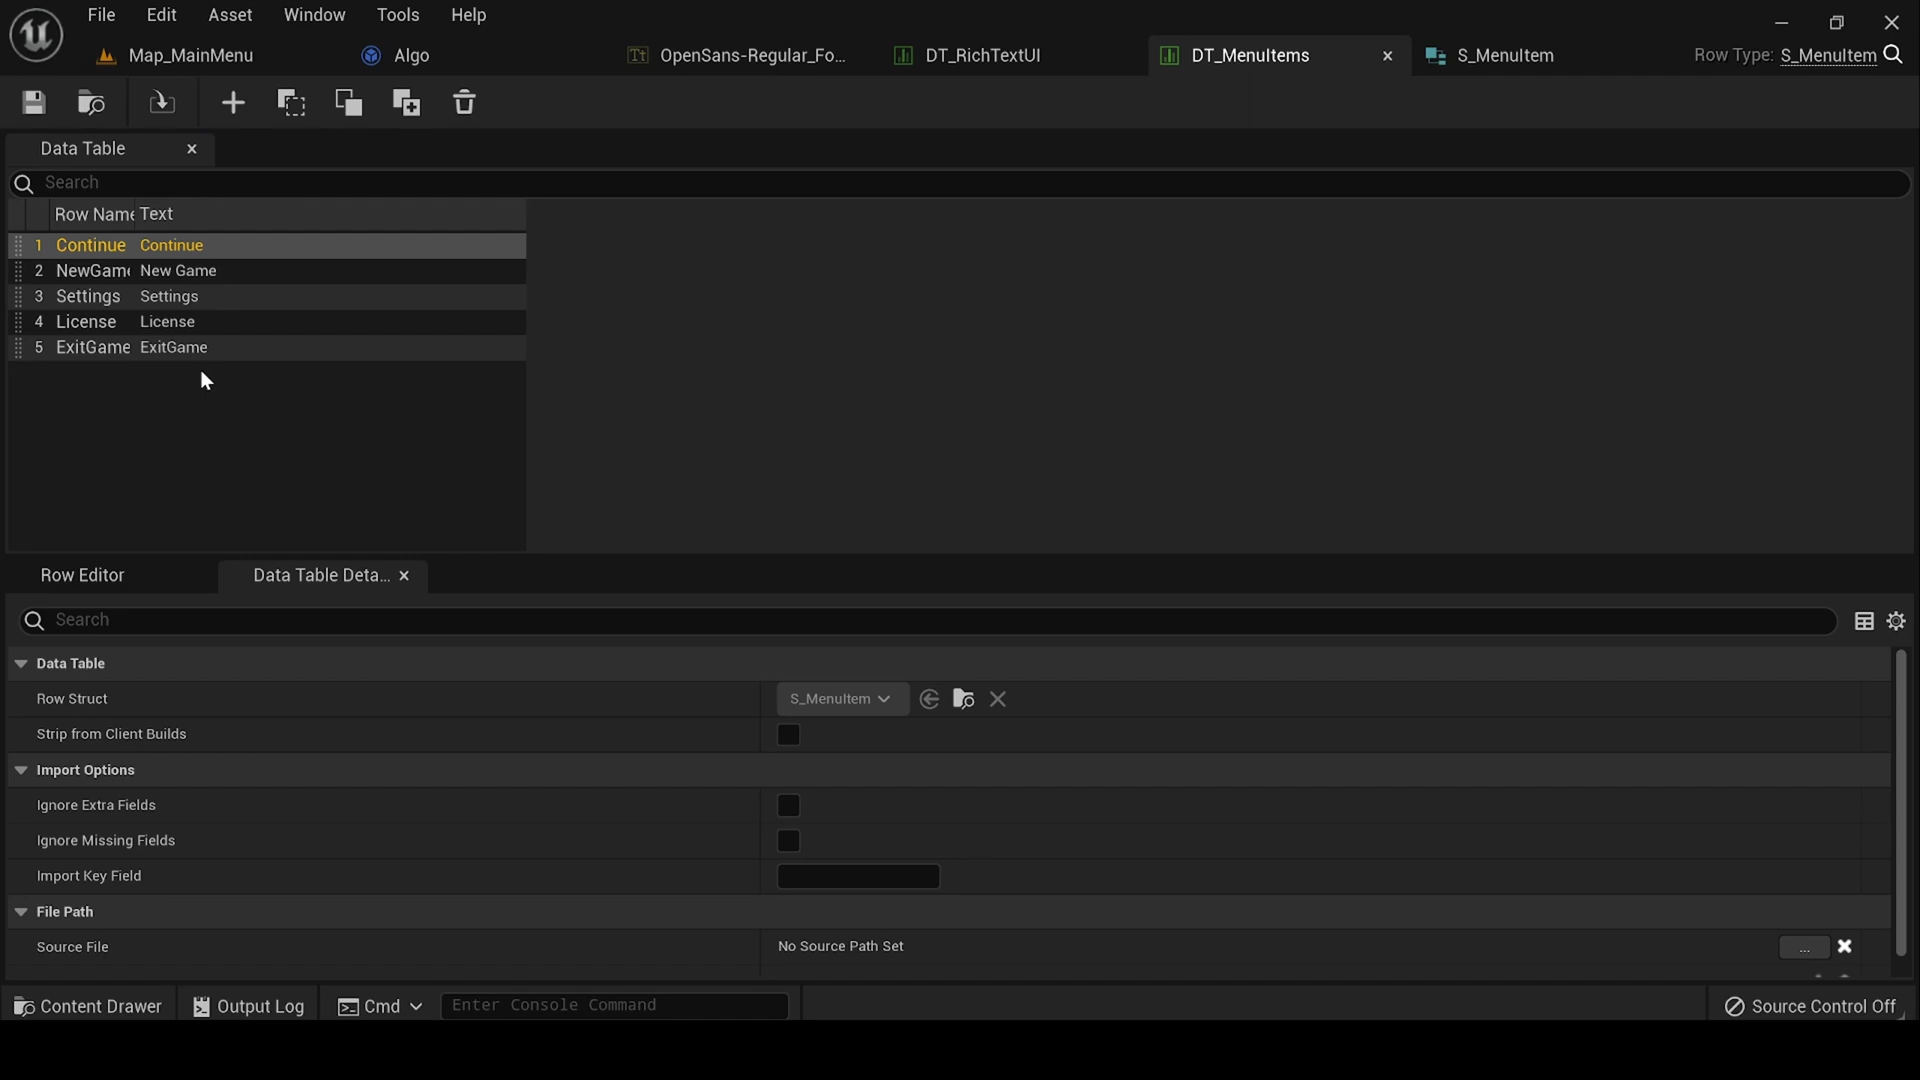 File Edit Asset Window Tools Help
Map_MainMenu Algo OpenSans-Regular_Fo... DT_RichTextUI DT_MenuItems S_MenuItem Row Type: S_MenuItem
Data Table
Search
Row Name Text
1 Continue Continue
2 NewGame New Game
3 Settings Settings
4 License License
5 ExitGame ExitGame
Row Editor Data Table Deta...
Search
Data Table
Row Struct S_MenuItem
Strip from Client Builds
Import Options
Ignore Extra Fields
Ignore Missing Fields
Import Key Field
File Path
Source File No Source Path Set ...
Content Drawer Output Log Cmd Enter Console Command Source Control Off